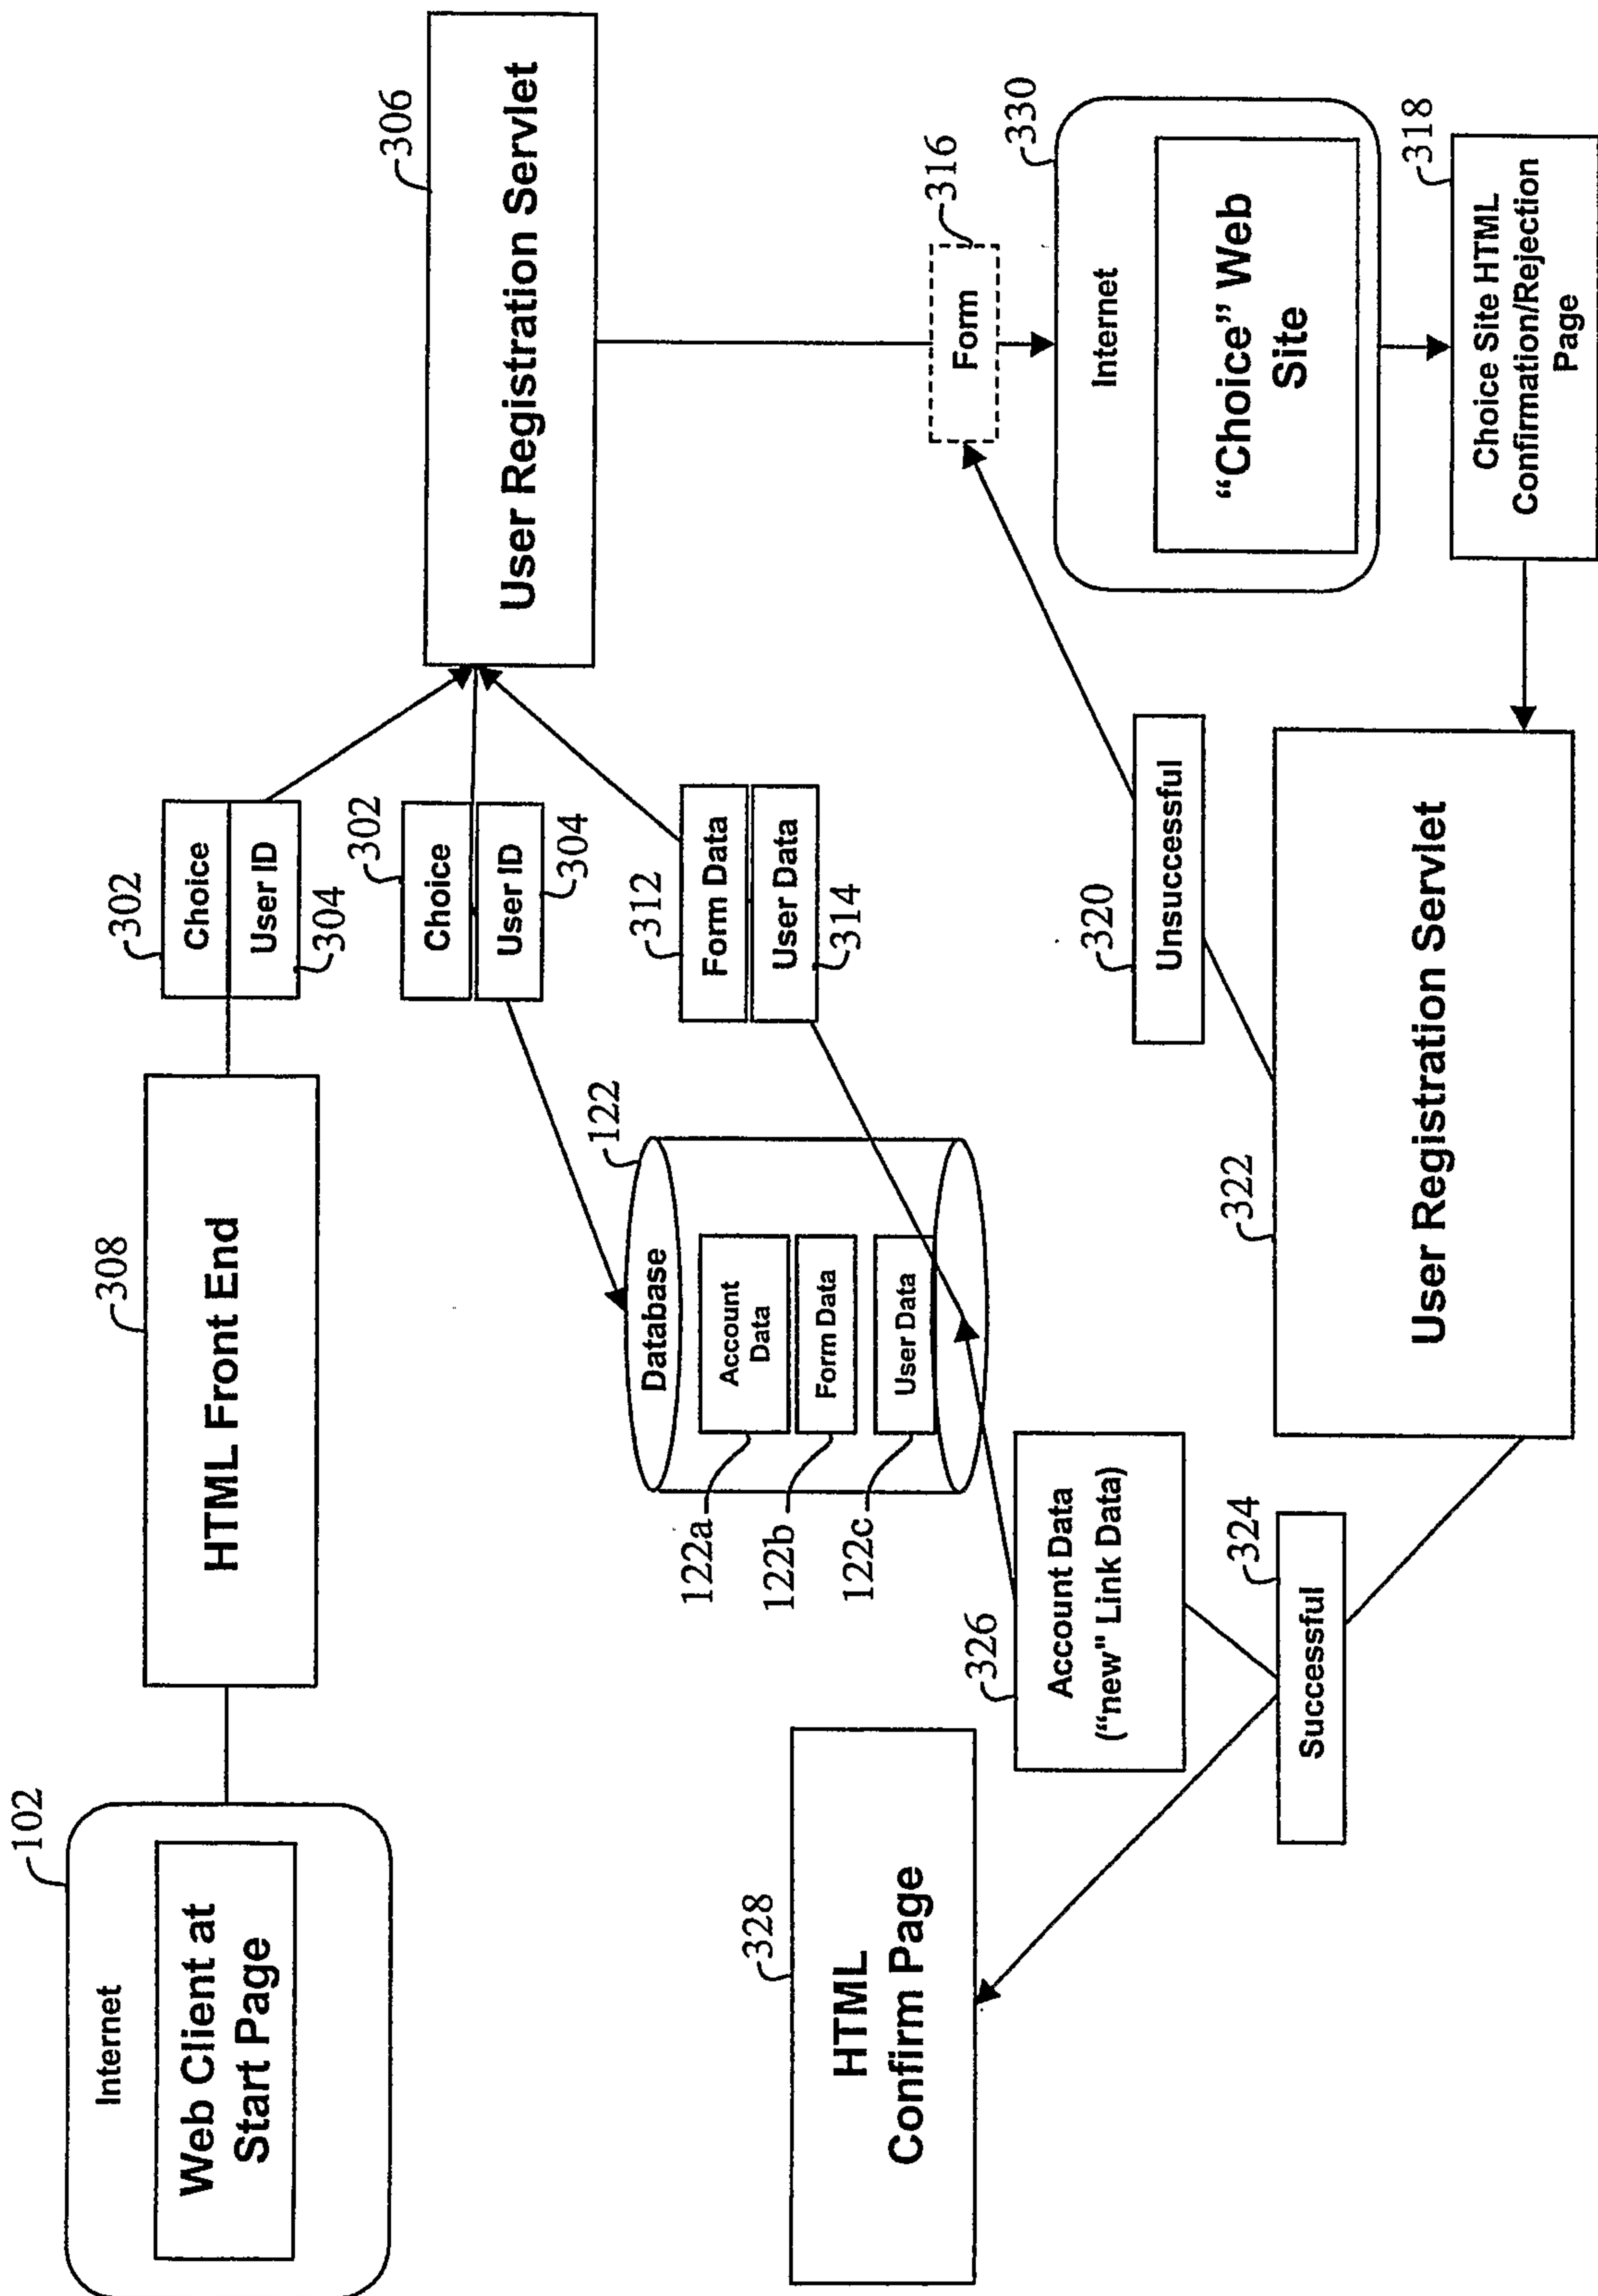 102
Internet
Web Client at
Start Page
308
HTML Front End
302
Choice
User ID
304
306
User Registration Servlet
302
Choice
User ID
304
312
Form Data
User Data
314
122
Database
Account
Data
Form Data
User Data
122a
122b
122c
316
Form
330
Internet
“Choice” Web
Site
318
Choice Site HTML
Confirmation/Rejection
Page
320
Unsuccessful
322
User Registration Servlet
324
Successful
326
Account Data
(“new" Link Data)
328
HTML
Confirm Page